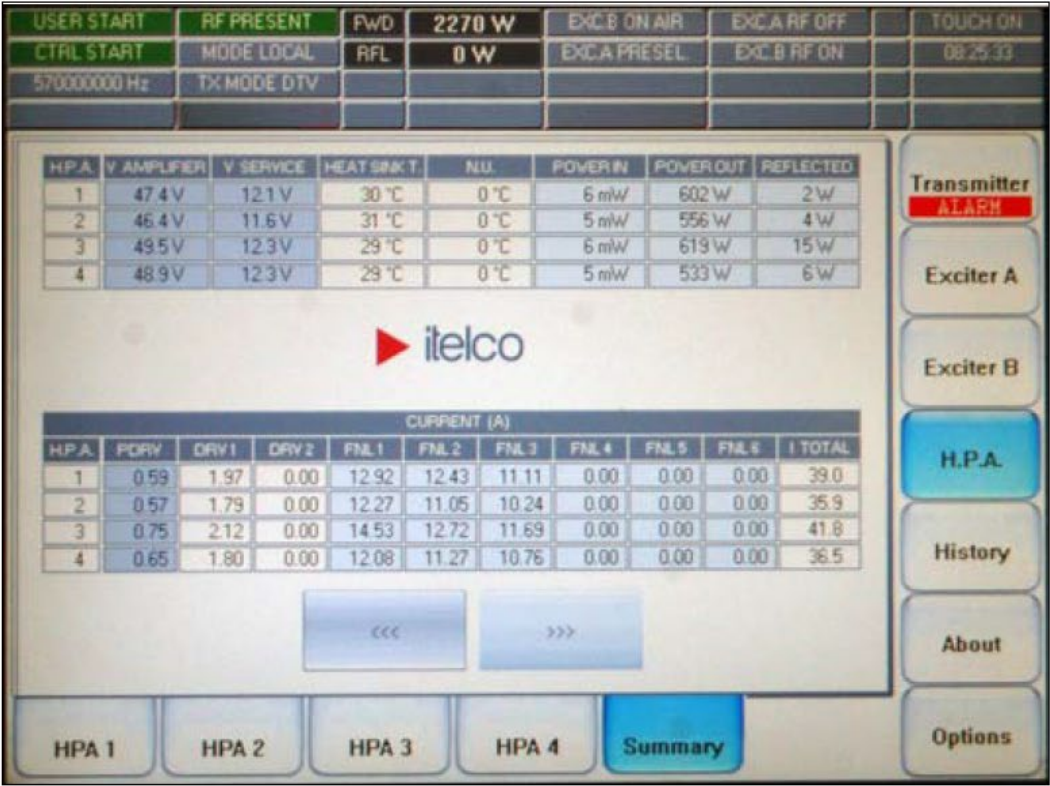 USER START RF PRESENT FWD 2270 W EXC.B ON AIR EXC.A RF OFF TOUCH ON
CTRL START MODE LOCAL RFL 0 W EXC.A PRESEL. EXC.B RF ON 08:25:33
570000000 Hz TX MODE DTV
H.P.A. V AMPLIFIER V SERVICE HEAT SINK T. N.U. POWER IN POWER OUT REFLECTED
1 47.4 V 12.1 V 30 °C 0 °C 6 mW 602 W 2 W
2 46.4 V 11.6 V 31 °C 0 °C 5 mW 556 W 4 W
3 49.5 V 12.3 V 29 °C 0 °C 6 mW 619 W 15 W
4 48.9 V 12.3 V 29 °C 0 °C 5 mW 533 W 6 W
itelco
CURRENT (A)
H.P.A. PDRV DRV 1 DRV 2 FNL 1 FNL 2 FNL 3 FNL 4 FNL 5 FNL 6 I TOTAL
1 0.59 1.97 0.00 12.92 12.43 11.11 0.00 0.00 0.00 39.0
2 0.57 1.79 0.00 12.27 11.05 10.24 0.00 0.00 0.00 35.9
3 0.75 2.12 0.00 14.53 12.72 11.69 0.00 0.00 0.00 41.8
4 0.65 1.80 0.00 12.08 11.27 10.76 0.00 0.00 0.00 36.5
<<< >>>
HPA 1 HPA 2 HPA 3 HPA 4 Summary
Transmitter
ALARM
Exciter A
Exciter B
H.P.A.
History
About
Options